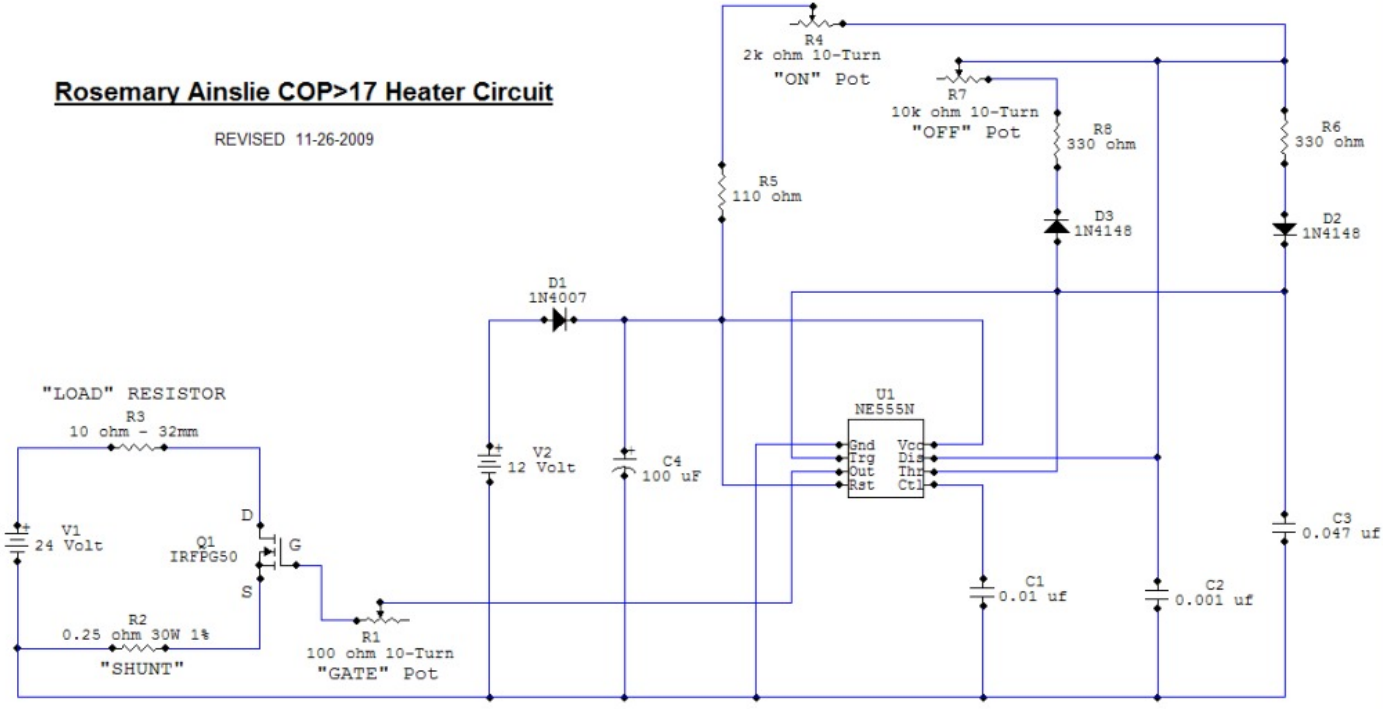 Rosemary Ainslie COP>17 Heater Circuit
REVISED 11-26-2009
R4
2k ohm 10-Turn
"ON" Pot
R7
10k ohm 10-Turn
"OFF" Pot
R8
330 ohm
R6
330 ohm
R5
110 ohm
D3
1N4148
D2
1N4148
D1
1N4007
"LOAD" RESISTOR
R3
10 ohm - 32mm
U1
NE555N
Gnd Vcc
Trg Dis
Out Thr
Rst Ctl
V2
12 Volt
C4
100 uF
D
V1
24 Volt
Q1
IRFPG50
G
S
C3
0.047 uf
C1
0.01 uf
C2
0.001 uf
R2
0.25 ohm 30W 1%
"SHUNT"
R1
100 ohm 10-Turn
"GATE" Pot